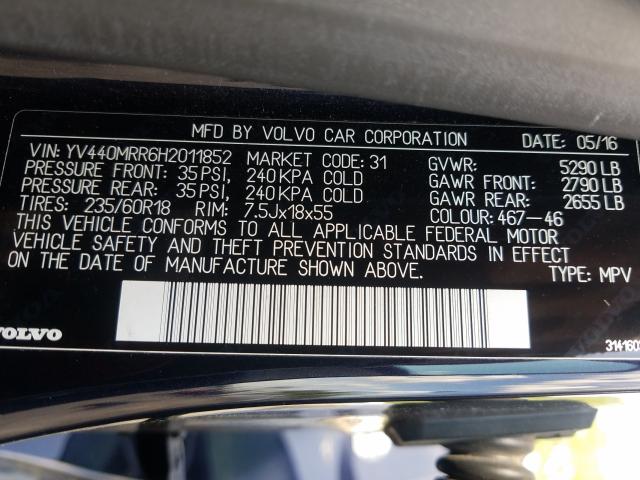 MFD BY VOLVO CAR CORPORATION DATE: 05/16
VIN: YV440MRR6H2011852 MARKET CODE: 31 GVWR: 5290 LB
PRESSURE FRONT: 35 PSI, 240 KPA COLD GAWR FRONT: 2790 LB
PRESSURE REAR: 35 PSI, 240 KPA COLD GAWR REAR: 2655 LB
TIRES: 235/60R18 RIM: 7.5Jx18x55 COLOUR: 467-46
THIS VEHICLE CONFORMS TO ALL APPLICABLE FEDERAL MOTOR
VEHICLE SAFETY AND THEFT PREVENTION STANDARDS IN EFFECT
ON THE DATE OF MANUFACTURE SHOWN ABOVE. TYPE: MPV
VOLVO